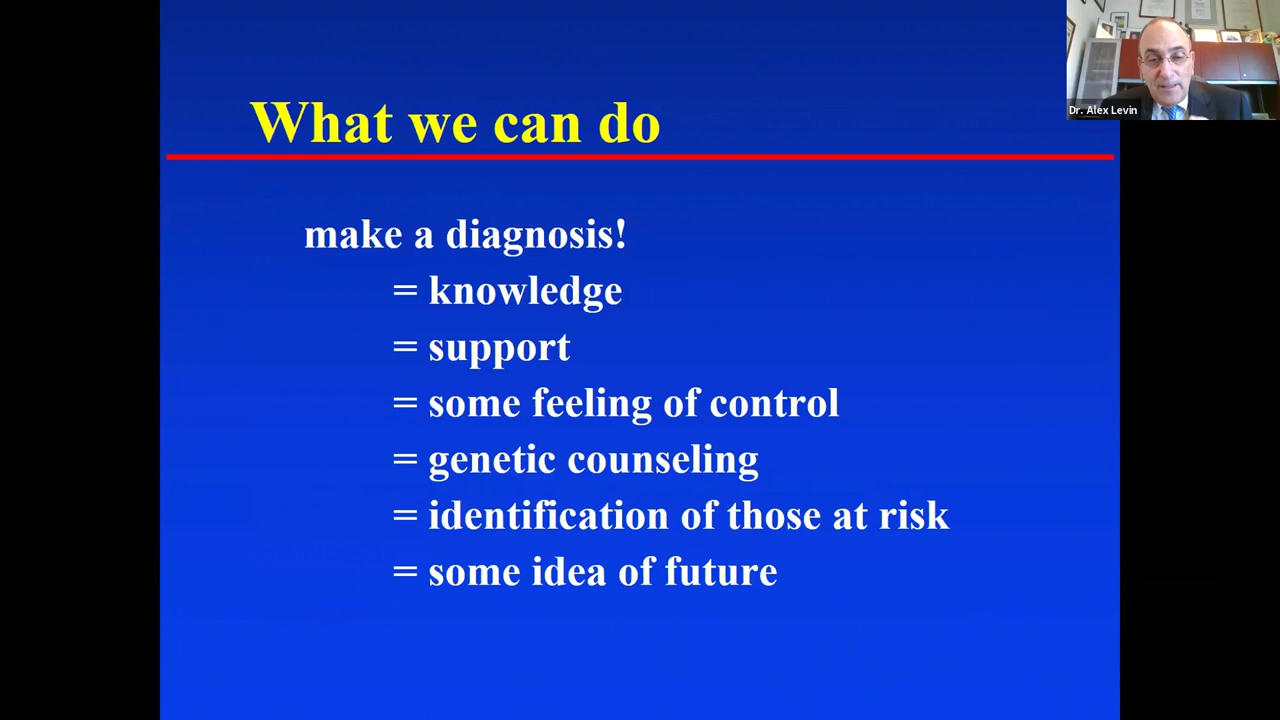 What we can do
make a diagnosis!
= knowledge
= support
= some feeling of control
= genetic counseling
= identification of those at risk
= some idea of future
Dr. Alex Levin